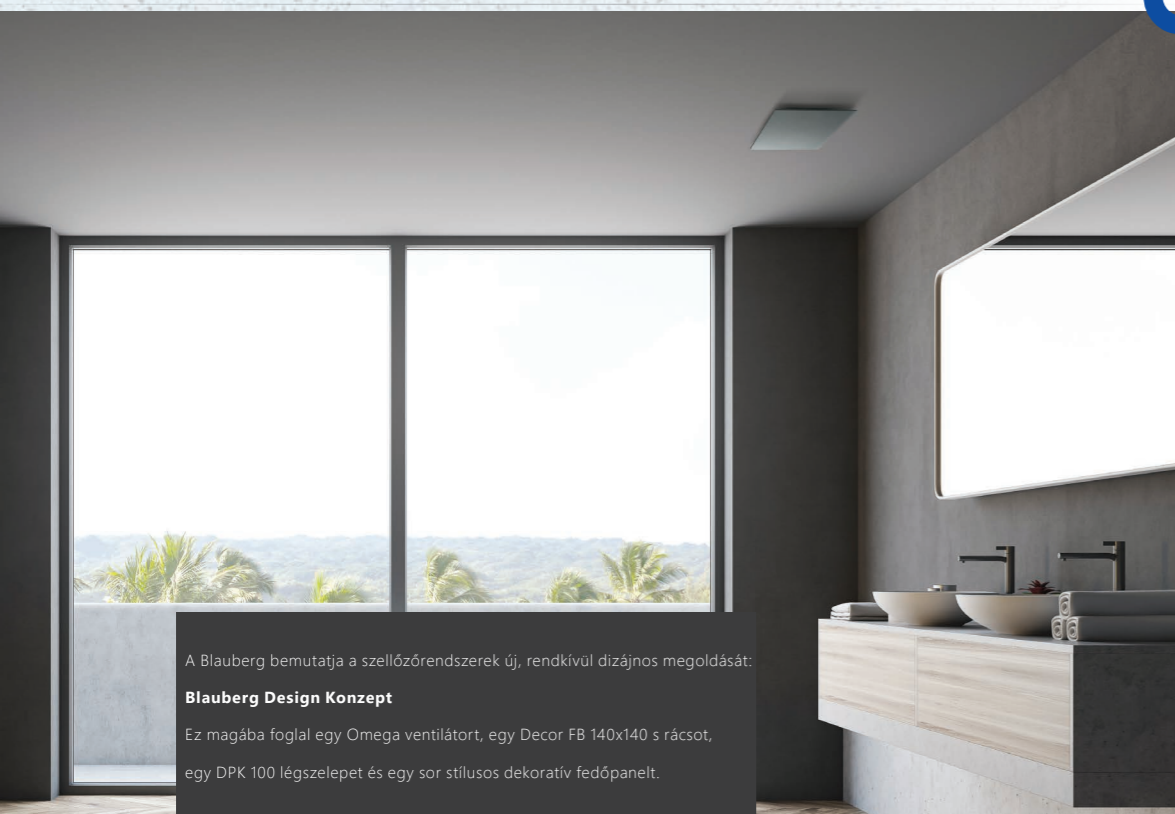 A Blauberg bemutatja a szellőzőrendszerek új, rendkívül dizájnos megoldását:
Blauberg Design Konzept
Ez magába foglal egy Omega ventilátort, egy Decor FB 140x140 s rácsot,
egy DPK 100 légszelepet és egy sor stílusos dekoratív fedőpanelt.